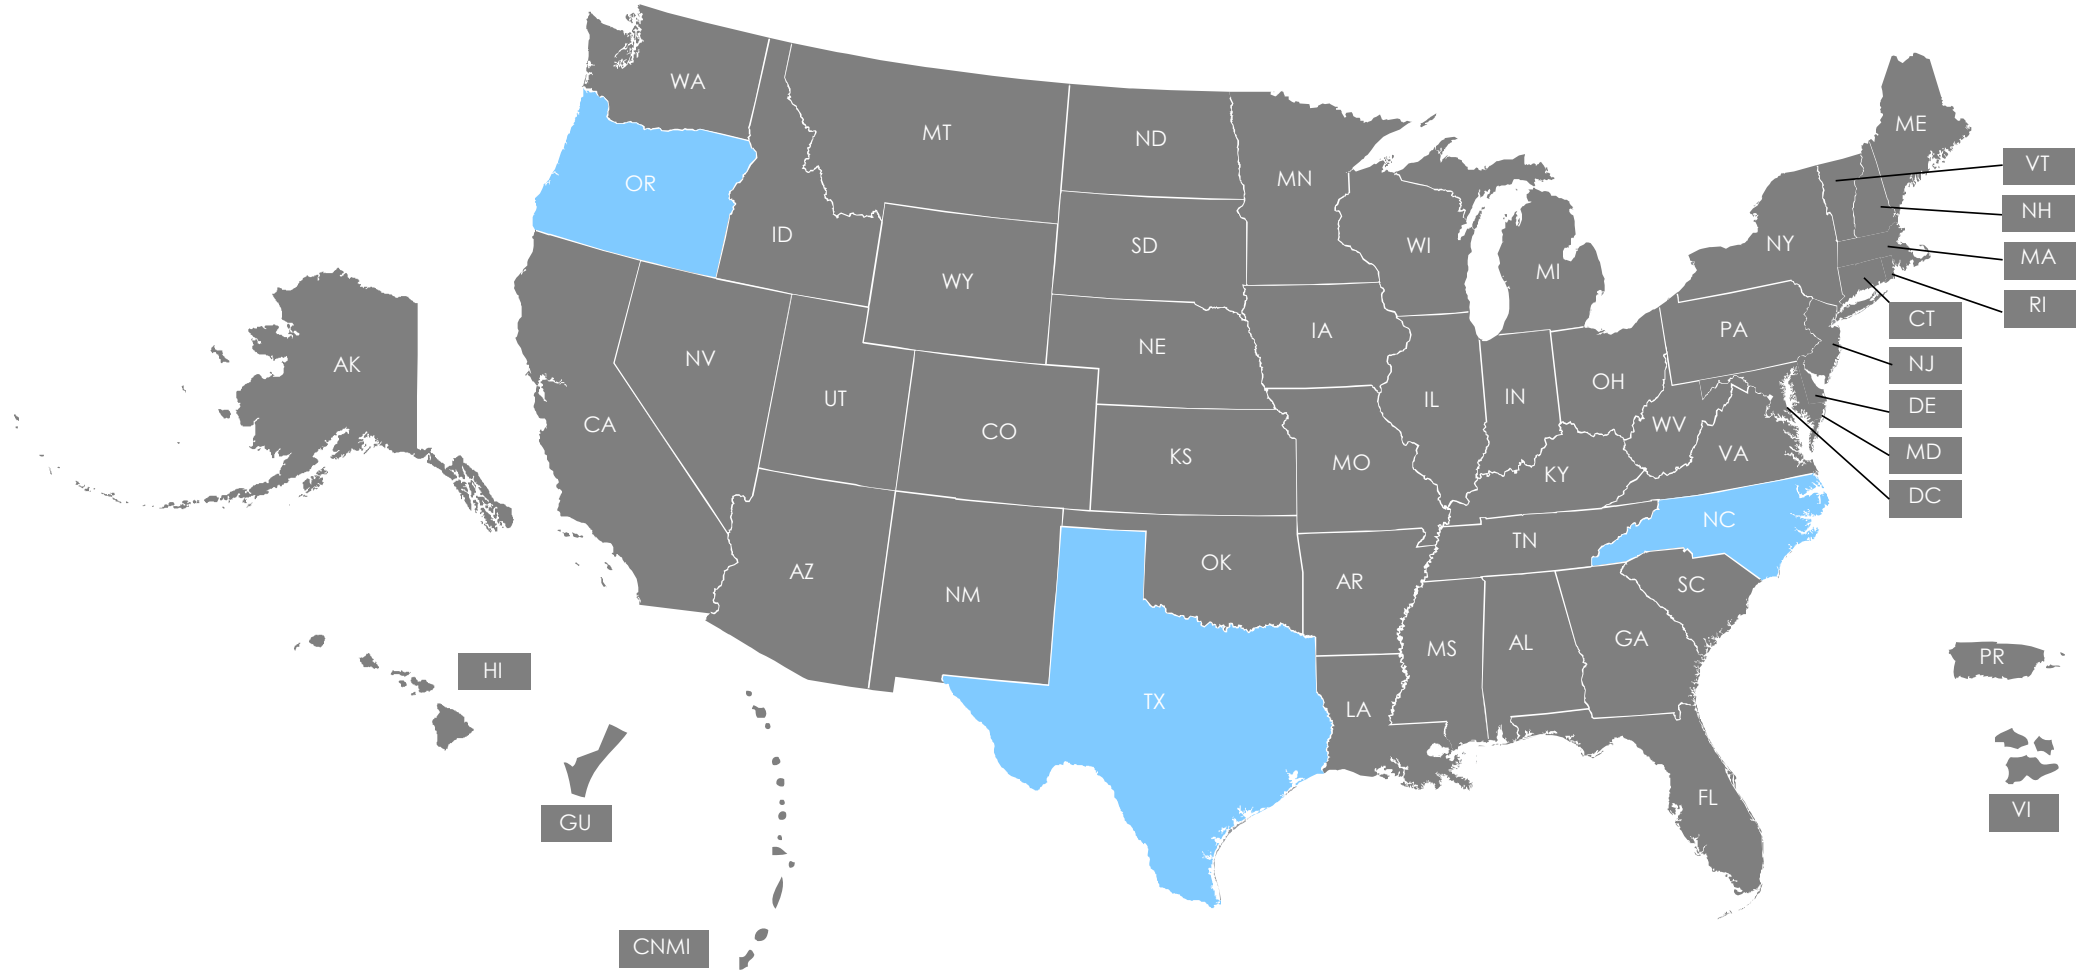 WA
MT
ND
MN
ME
VT
OR
NH
ID
SD
WI
NY
MA
WY
MI
RI
CT
AK
NV
NE
IA
PA
NJ
UT
IL
IN
OH
DE
CA
CO
KS
MO
KY
WV
VA
MD
DC
AZ
NM
OK
AR
TN
NC
SC
HI
TX
LA
MS
AL
GA
PR
FL
GU
VI
CNMI